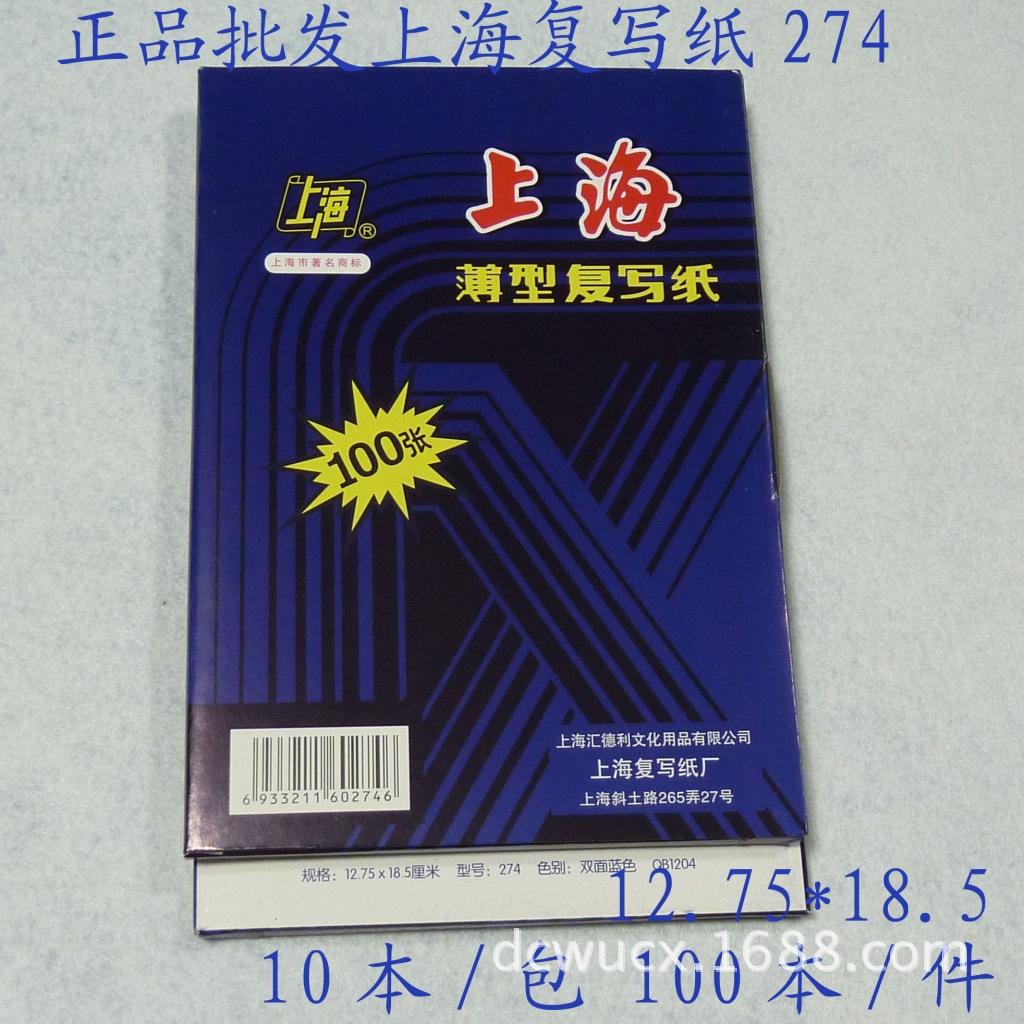 正品批发上海复写纸 274
上海
上海®
上海市著名商标
薄型复写纸
100张
上海汇德利文化用品有限公司
上海复写纸厂
上海斜土路265弄27号
6 933211 602746
规格：12.75×18.5厘米 型号：274 色别：双面蓝色 QB1204
12.75*18.5
dcwucx.1688.com
10本/包 100本/件